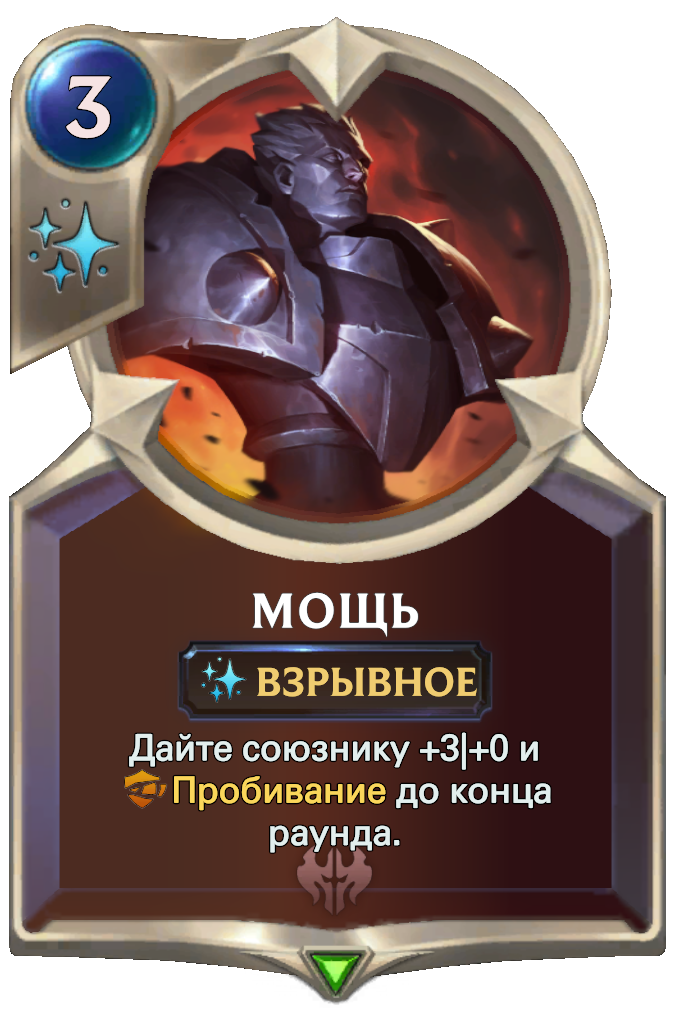 3
МОЩЬ
ВЗРЫВНОЕ
Дайте союзнику +3|+0 и
Пробивание до конца
раунда.